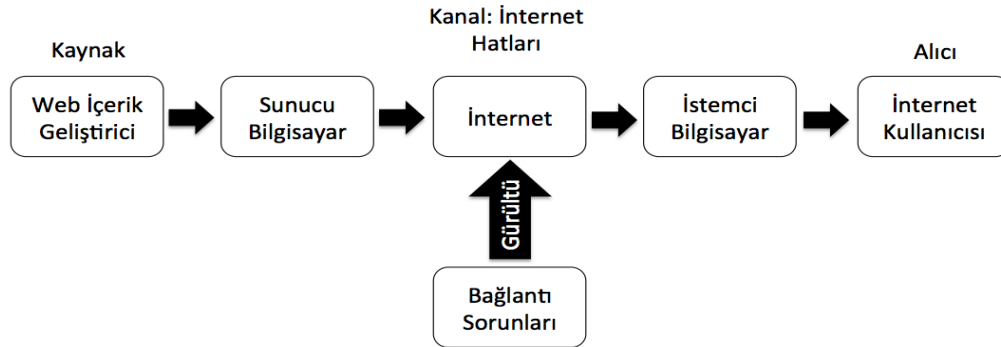 Kanal: İnternet
Hatları
Kaynak
Alıcı
Web İçerik
Geliştirici
Sunucu
Bilgisayar
İnternet
İstemci
Bilgisayar
İnternet
Kullanıcısı
Gürültü
Bağlantı
Sorunları